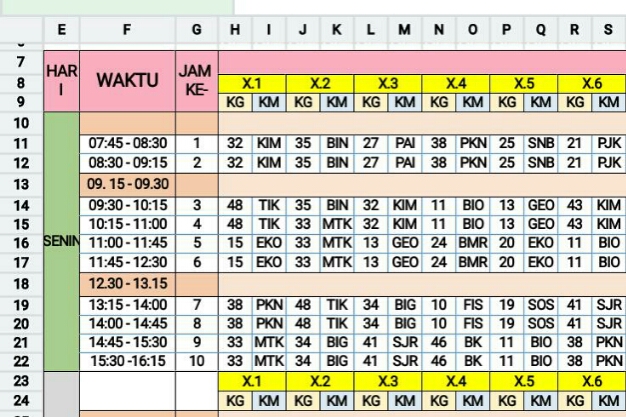 E F G H I J K L M N O P Q R S
7
8 HARI WAKTU JAM KE- X.1 X.2 X.3 X.4 X.5 X.6
9 KG KM KG KM KG KM KG KM KG KM KG KM
10
11 07:45 - 08:30 1 32 KIM 35 BIN 27 PAI 38 PKN 25 SNB 21 PJK
12 08:30 - 09:15 2 32 KIM 35 BIN 27 PAI 38 PKN 25 SNB 21 PJK
13 09. 15 - 09.30
14 09:30 - 10:15 3 48 TIK 35 BIN 32 KIM 11 BIO 13 GEO 43 KIM
15 10:15 - 11:00 4 48 TIK 33 MTK 32 KIM 11 BIO 13 GEO 43 KIM
16 SENIN 11:00 - 11:45 5 15 EKO 33 MTK 13 GEO 24 BMR 20 EKO 11 BIO
17 11:45 - 12:30 6 15 EKO 33 MTK 13 GEO 24 BMR 20 EKO 11 BIO
18 12.30 - 13.15
19 13:15 - 14:00 7 38 PKN 48 TIK 34 BIG 10 FIS 19 SOS 41 SJR
20 14:00 - 14:45 8 38 PKN 48 TIK 34 BIG 10 FIS 19 SOS 41 SJR
21 14:45 - 15:30 9 33 MTK 34 BIG 41 SJR 46 BK 11 BIO 38 PKN
22 15:30 -16:15 10 33 MTK 34 BIG 41 SJR 46 BK 11 BIO 38 PKN
23 X.1 X.2 X.3 X.4 X.5 X.6
24 KG KM KG KM KG KM KG KM KG KM KG KM